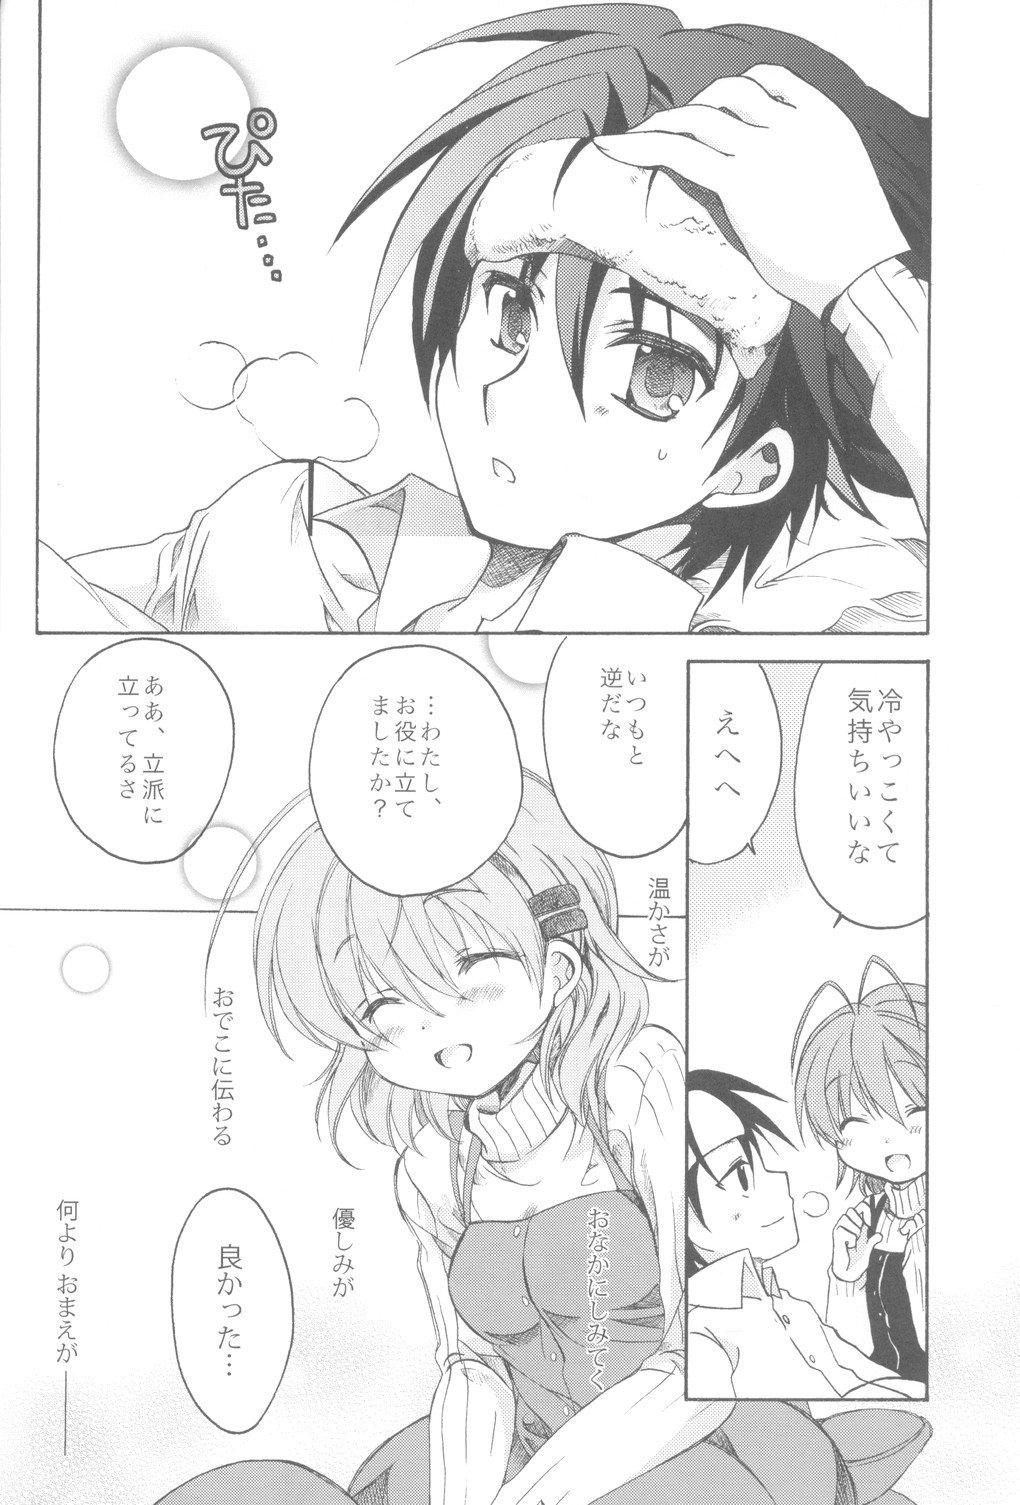 ぴた…‥
冷やっこくて
気持ちいいな
えへへ
いつもと
逆だな
…わたし、
お役に立て
ましたか？
ああ、立派に
立ってるさ
温かさが
おなかにしみてく
優しみが
おでこに伝わる
良かった…
何より おまえが――